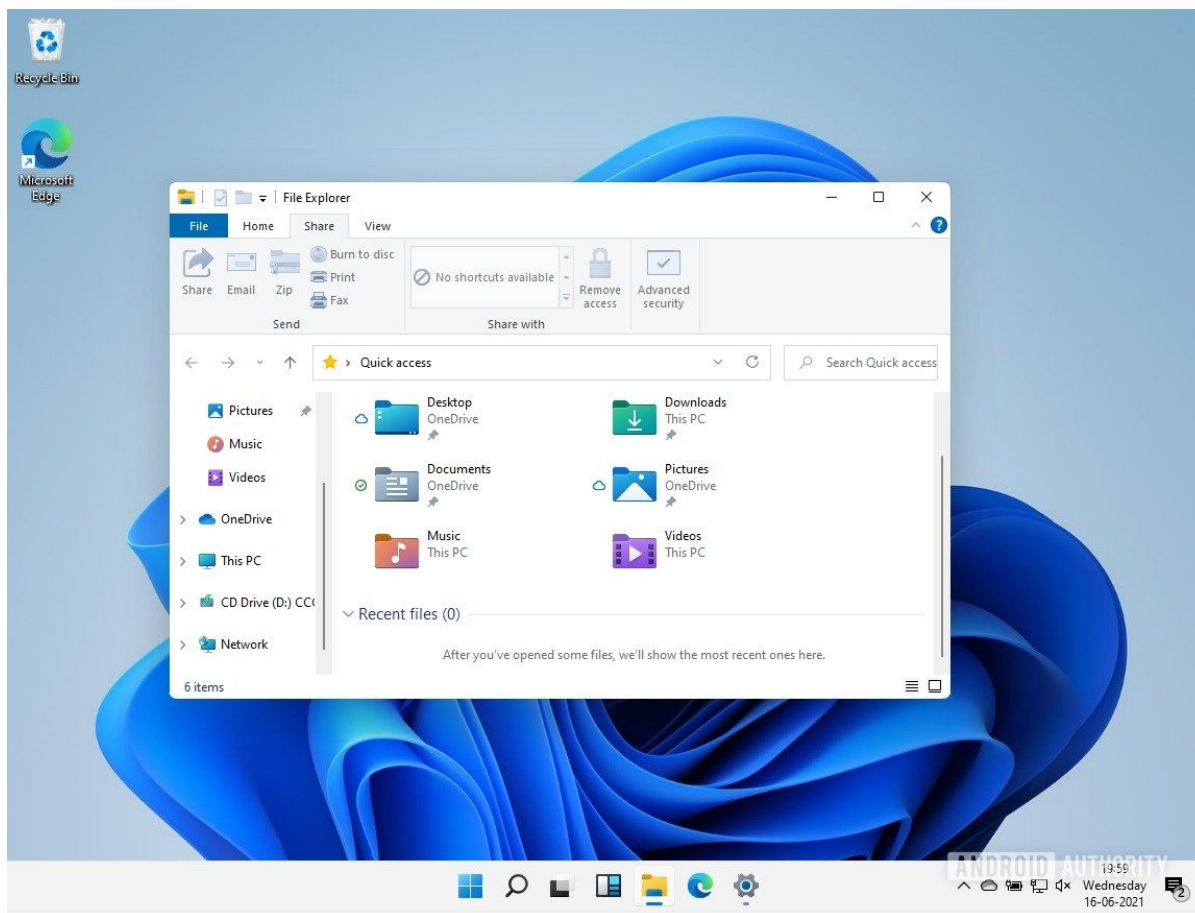 Recycle Bin
Microsoft
Edge
File Explorer
File Home Share View
Share
Email
Zip
Burn to disc
Print
Fax
Send
No shortcuts available
Share with
Remove
access
Advanced
security
Quick access
Search Quick access
Pictures
Music
Videos
OneDrive
This PC
CD Drive (D:) CC
Network
Desktop
OneDrive
Downloads
This PC
Documents
OneDrive
Pictures
OneDrive
Music
This PC
Videos
This PC
Recent files (0)
After you've opened some files, we'll show the most recent ones here.
6 items
ANDROID AUTHORITY
19:59
Wednesday
16-06-2021
2